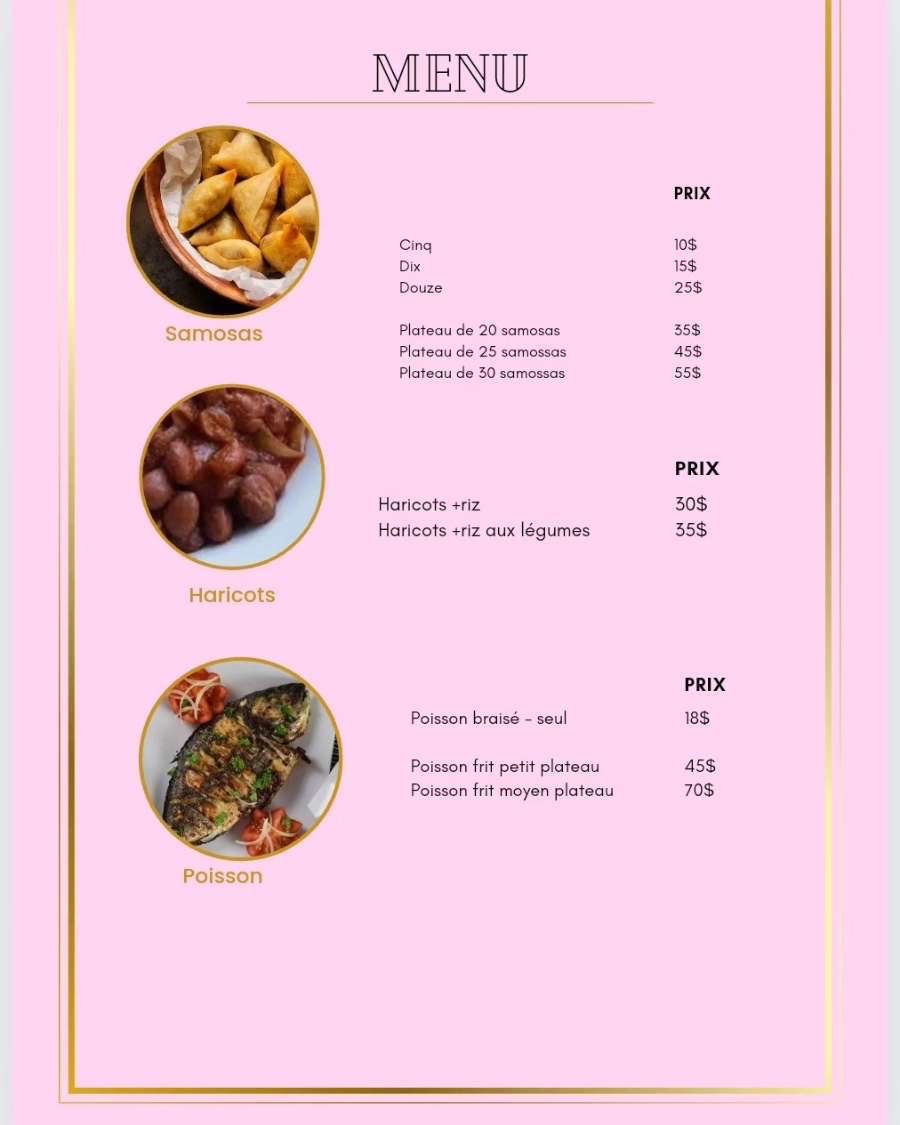 MENU
PRIX
Cinq 10$
Dix 15$
Douze 25$
Plateau de 20 samosas 35$
Plateau de 25 samossas 45$
Plateau de 30 samossas 55$
Samosas
PRIX
Haricots +riz 30$
Haricots +riz aux légumes 35$
Haricots
PRIX
Poisson braisé - seul 18$
Poisson frit petit plateau 45$
Poisson frit moyen plateau 70$
Poisson